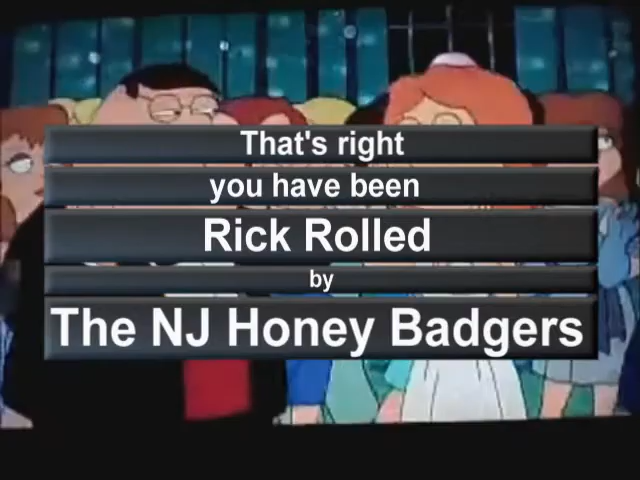 That's right
you have been
Rick Rolled
by
The NJ Honey Badgers